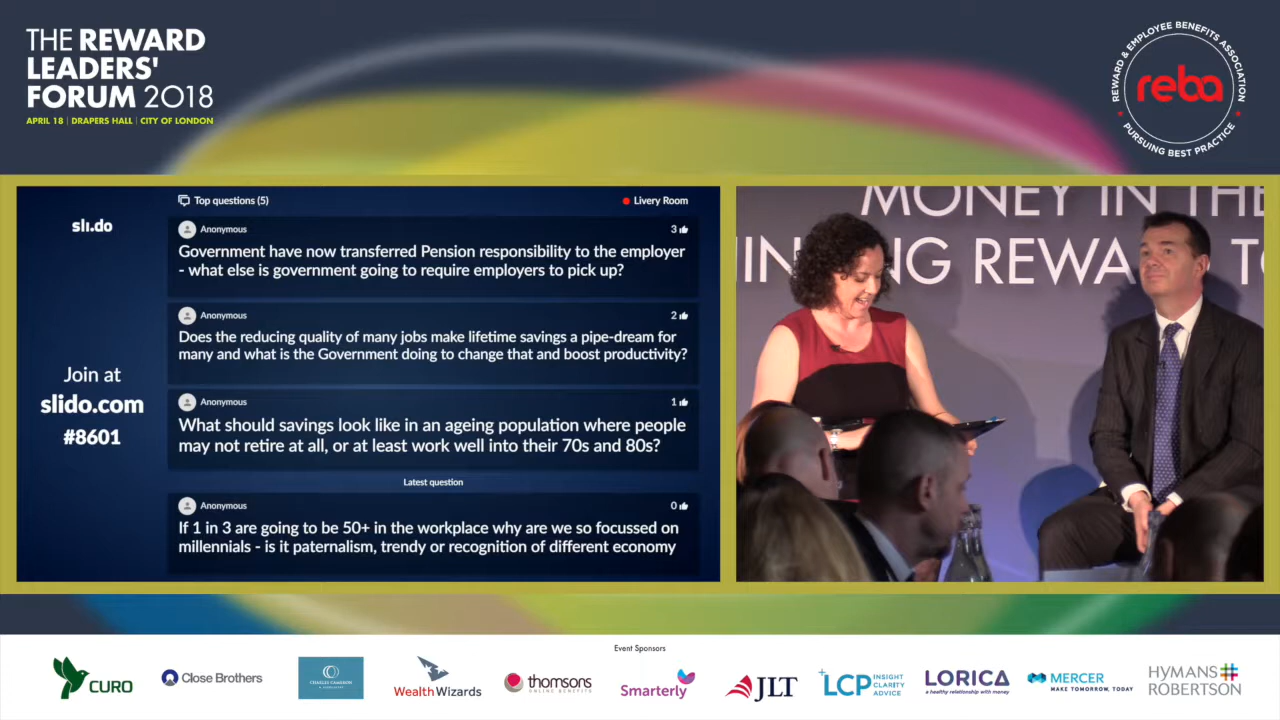 THE REWARD
LEADERS'
FORUM 2018
APRIL 18 | DRAPERS HALL | CITY OF LONDON
REWARD & EMPLOYEE BENEFITS ASSOCIATION
reba
PURSUING BEST PRACTICE
sli.do
Join at
slido.com
#8601
Top questions (5)
Livery Room
Anonymous
3
Government have now transferred Pension responsibility to the employer
- what else is government going to require employers to pick up?
Anonymous
2
Does the reducing quality of many jobs make lifetime savings a pipe-dream for
many and what is the Government doing to change that and boost productivity?
Anonymous
1
What should savings look like in an ageing population where people
may not retire at all, or at least work well into their 70s and 80s?
Latest question
Anonymous
0
If 1 in 3 are going to be 50+ in the workplace why are we so focussed on
millennials - is it paternalism, trendy or recognition of different economy
MONEY IN THE
REWA
Event Sponsors
CURO
Close Brothers
CHARLES CAMERON
& ASSOCIATES
WealthWizards
thomsons
ONLINE BENEFITS
Smarterly
JLT
LCP INSIGHT
CLARITY
ADVICE
LORICA
a healthy relationship with money
MERCER
MAKE TOMORROW, TODAY
HYMANS
ROBERTSON